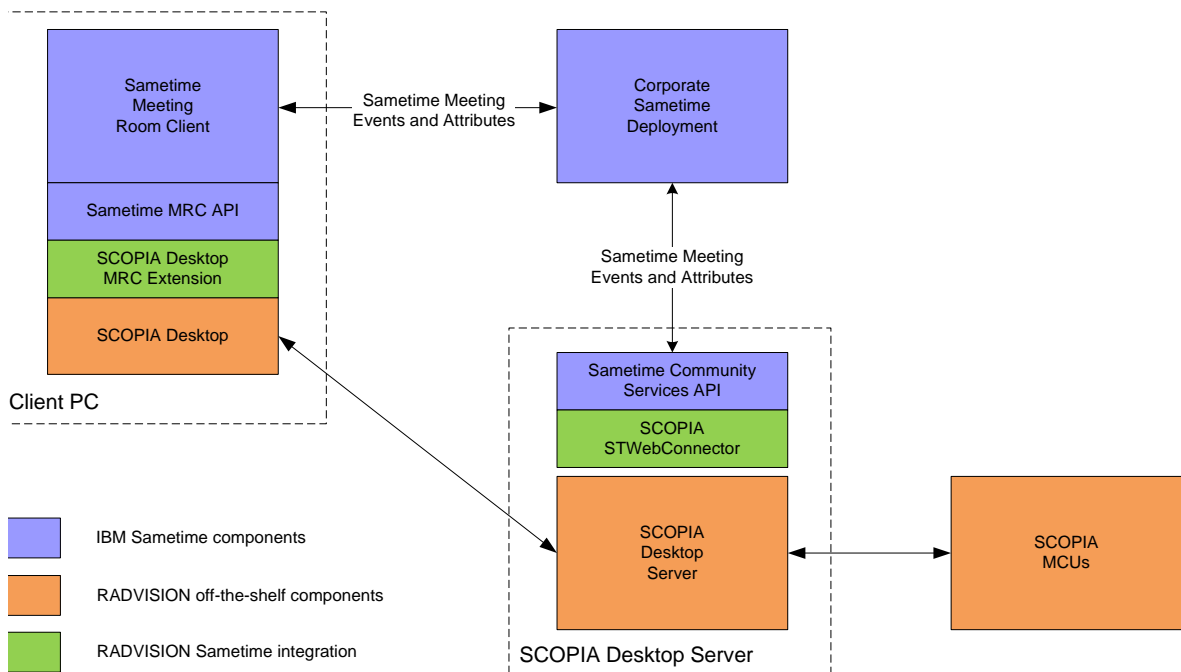 Sametime
Meeting
Room Client
Sametime Meeting
Events and Attributes
Corporate
Sametime
Deployment
Sametime MRC API
SCOPIA Desktop
MRC Extension
SCOPIA Desktop
Client PC
Sametime Meeting
Events and Attributes
Sametime Community
Services API
SCOPIA
STWebConnector
SCOPIA
Desktop
Server
SCOPIA
MCUs
SCOPIA Desktop Server
IBM Sametime components
RADVISION off-the-shelf components
RADVISION Sametime integration